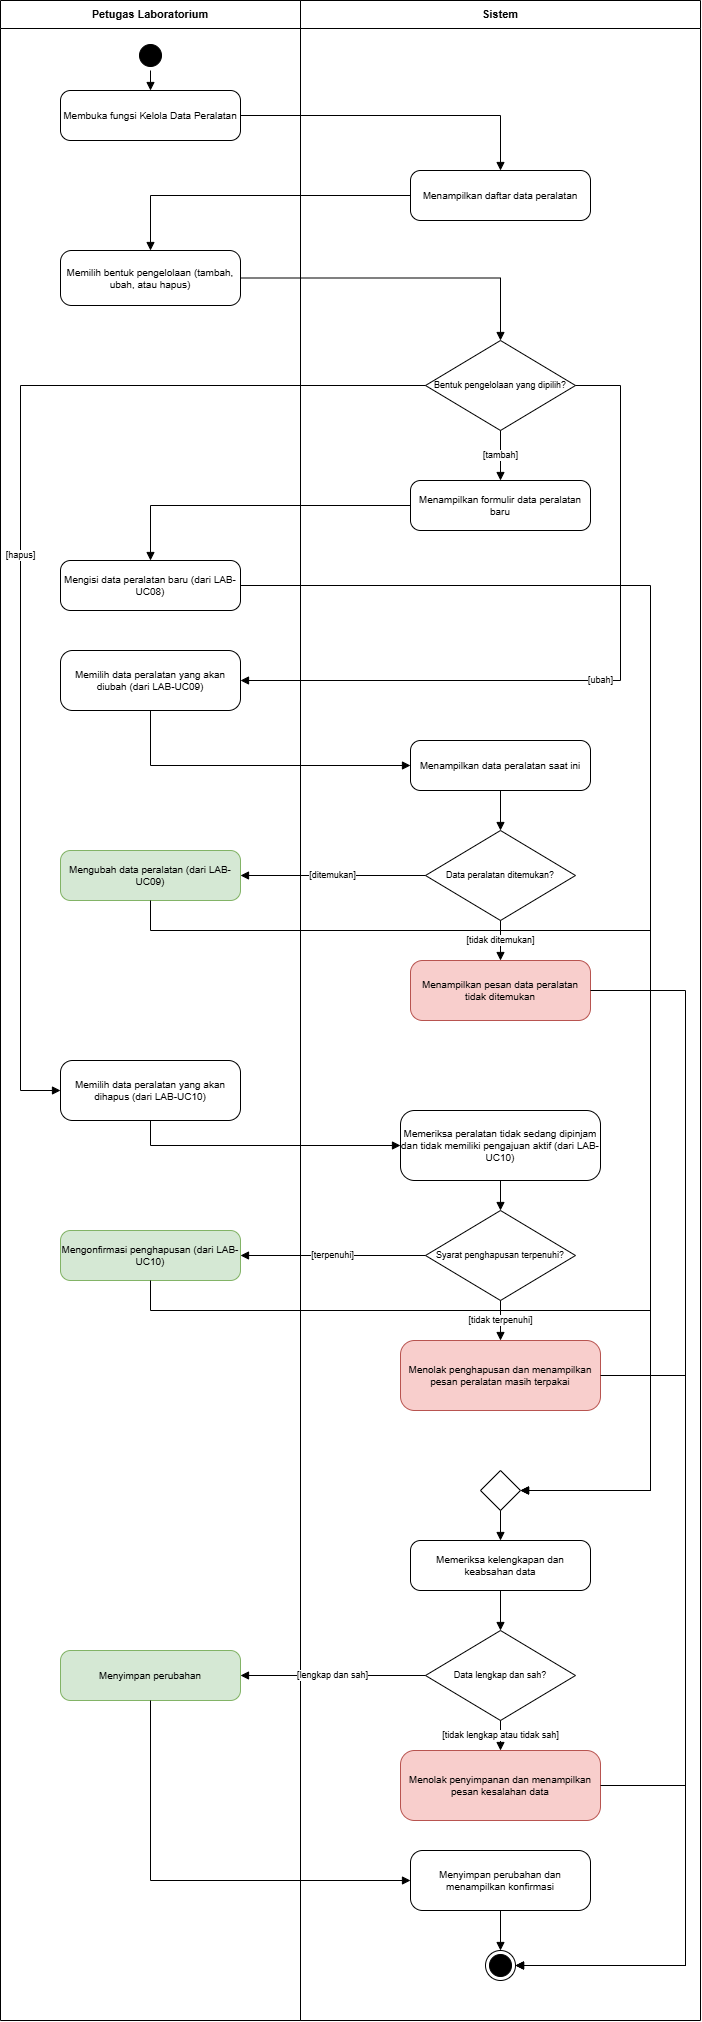 Petugas Laboratorium
Sistem
Membuka fungsi Kelola Data Peralatan
Menampilkan daftar data peralatan
Memilih bentuk pengelolaan (tambah,
ubah, atau hapus)
Bentuk pengelolaan yang dipilih?
[tambah]
Menampilkan formulir data peralatan
baru
[hapus]
Mengisi data peralatan baru (dari LAB-
UC08)
Memilih data peralatan yang akan
diubah (dari LAB-UC09)
[ubah]
Menampilkan data peralatan saat ini
Mengubah data peralatan (dari LAB-
UC09)
[ditemukan]
Data peralatan ditemukan?
[tidak ditemukan]
Menampilkan pesan data peralatan
tidak ditemukan
Memilih data peralatan yang akan
dihapus (dari LAB-UC10)
Memeriksa peralatan tidak sedang dipinjam
dan tidak memiliki pengajuan aktif (dari LAB-
UC10)
Mengonfirmasi penghapusan (dari LAB-
UC10)
[terpenuhi]
Syarat penghapusan terpenuhi?
[tidak terpenuhi]
Menolak penghapusan dan menampilkan
pesan peralatan masih terpakai
Memeriksa kelengkapan dan
keabsahan data
Menyimpan perubahan
[lengkap dan sah]
Data lengkap dan sah?
[tidak lengkap atau tidak sah]
Menolak penyimpanan dan menampilkan
pesan kesalahan data
Menyimpan perubahan dan
menampilkan konfirmasi